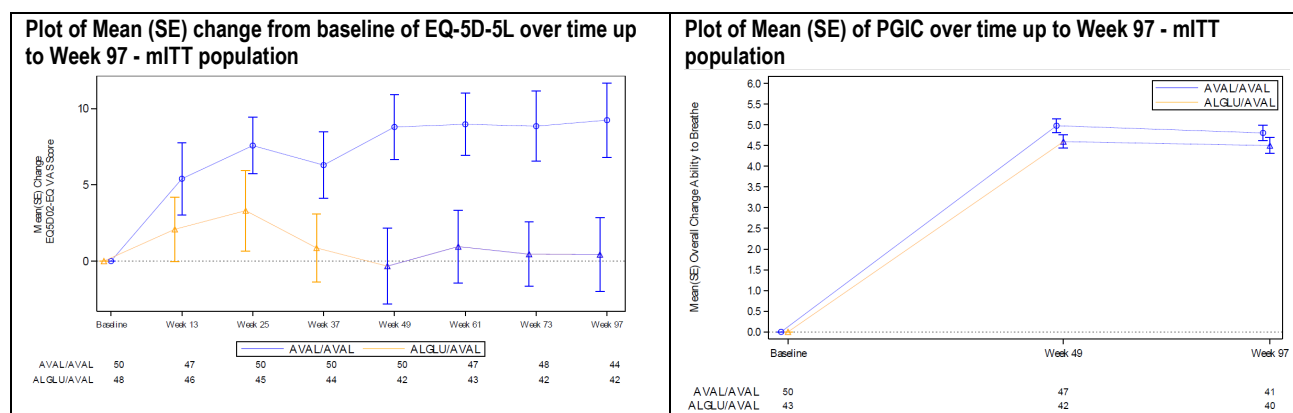 Plot of Mean (SE) change from baseline of EQ-5D-5L over time up
to Week 97 - mITT population
Mean(SE) Change
EQ5D02-EQ VAS Score
10
5
0
Baseline Week 13 Week 25 Week 37 Week 49 Week 61 Week 73 Week 97
AVAL/AVAL ALGLU/AVAL
AVAL/AVAL 50 47 50 50 50 47 48 44
ALGLU/AVAL 48 46 45 44 42 43 42 42
Plot of Mean (SE) of PGIC over time up to Week 97 - mITT
population
AVAL/AVAL
ALGLU/AVAL
Mean(SE) Overall Change Ability to Breathe
6.0
5.5
5.0
4.5
4.0
3.5
3.0
2.5
2.0
1.5
1.0
0.5
0.0
Baseline Week 49 Week 97
AVAL/AVAL 50 47 41
ALGLU/AVAL 43 42 40